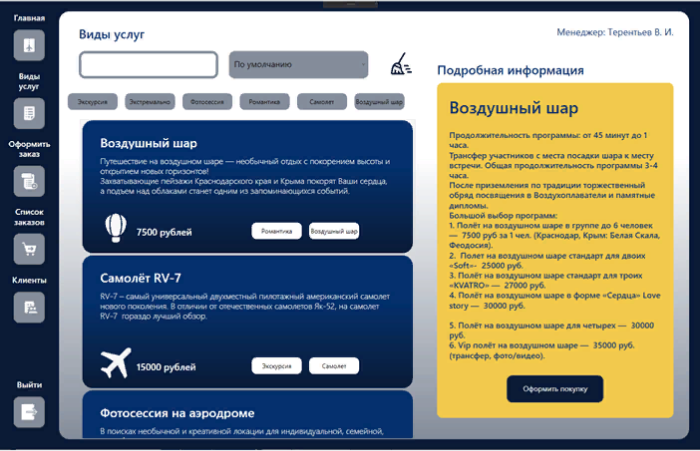 Главная
Виды
услуг
Оформить
заказ
Список
заказов
Клиенты
Выйти
Виды услуг
Менеджер: Терентьев В. И.
По умолчанию
Экскурсия
Экстремально
Фотосессия
Романтика
Самолёт
Воздушный шар
Воздушный шар
Путешествие на воздушном шаре — необычный отдых с покорением высоты и
открытием новых горизонтов!
Захватывающие пейзажи Краснодарского края и Крыма покорят Ваши сердца,
а подъем над облаками станет одним из запоминающихся событий.
7500 рублей
Романтика
Воздушный шар
Самолёт RV-7
RV-7 – самый универсальный двухместный пилотажный американский самолет
нового поколения. В отличии от отечественных самолетов Як-52, на самолет
RV-7 гораздо лучший обзор.
15000 рублей
Экскурсия
Самолет
Фотосессия на аэродроме
В поисках необычной и креативной локации для индивидуальной, семейной,
Подробная информация
Воздушный шар
Продолжительность программы: от 45 минут до 1
часа.
Трансфер участников с места посадки шара к месту
встречи. Общая продолжительность программы 3-4
часа.
После приземления по традиции торжественный
обряд посвящения в Воздухоплаватели и памятные
дипломы.
Большой выбор программ:
1. Полёт на воздушном шаре в группе до 6 человек
— 7500 руб за 1 чел. (Краснодар, Крым: Белая Скала,
Феодосия).
2. Полет на воздушном шаре стандарт для двоих
«Soft»- 25000 руб.
3. Полёт на воздушном шаре стандарт для троих
«KVATRO» — 27000 руб.
4. Полёт на воздушном шаре в форме «Сердца» Love
story — 30000 руб.
5. Полёт на воздушном шаре для четырех — 30000
руб.
6. Vip полёт на воздушном шаре — 35000 руб.
(трансфер, фото/видео).
Оформить покупку